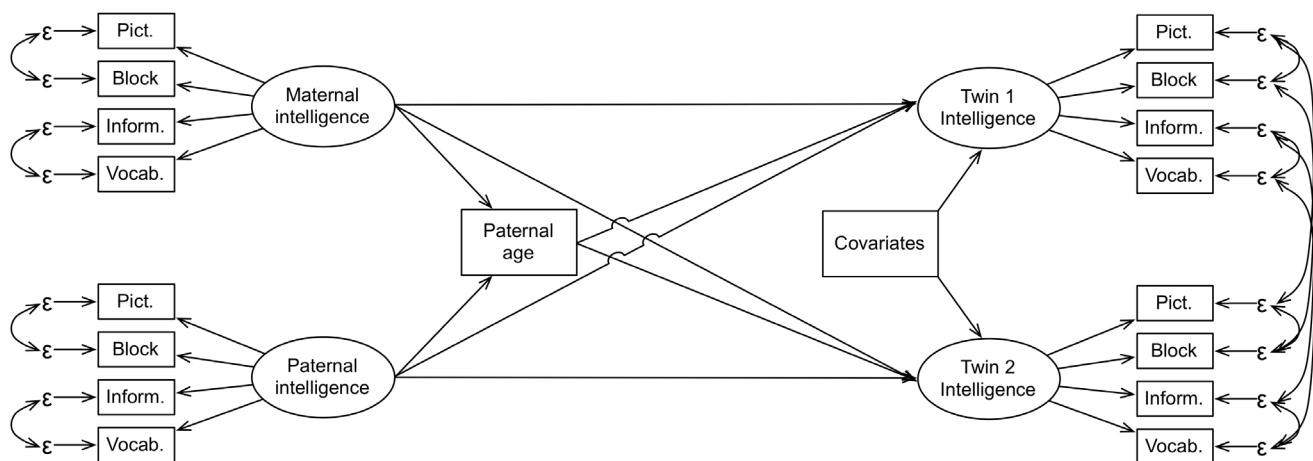 ε
Pict.
ε
Block
ε
Inform.
ε
Vocab.
Maternal
intelligence
Paternal
age
ε
Pict.
ε
Block
ε
Inform.
ε
Vocab.
Paternal
intelligence
Covariates
Twin 1
Intelligence
Pict.
ε
Block
ε
Inform.
ε
Vocab.
ε
Twin 2
Intelligence
Pict.
ε
Block
ε
Inform.
ε
Vocab.
ε